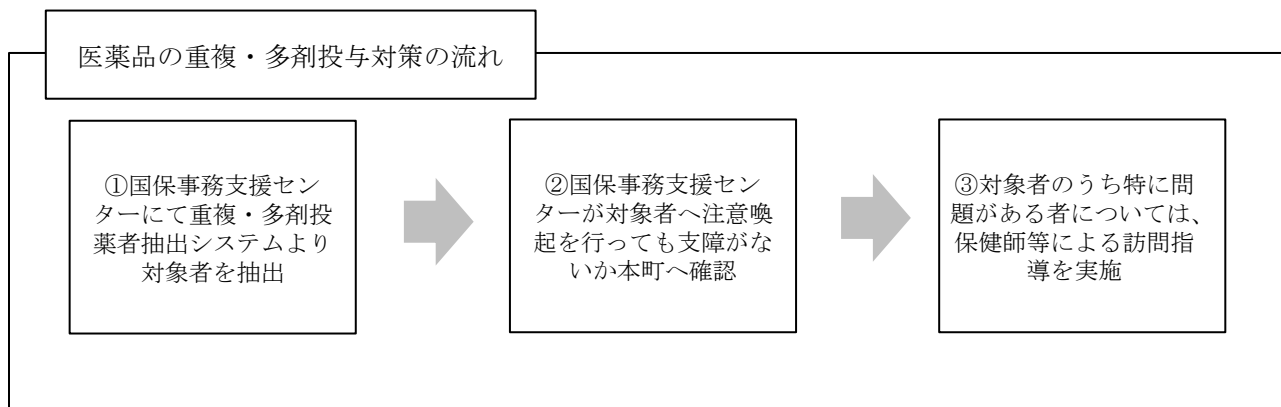 医薬品の重複・多剤投与対策の流れ
①国保事務支援セン
ターにて重複・多剤投
薬者抽出システムより
対象者を抽出
②国保事務支援セン
ターが対象者へ注意喚
起を行っても支障がな
いか本町へ確認
③対象者のうち特に問
題がある者については、
保健師等による訪問指
導を実施